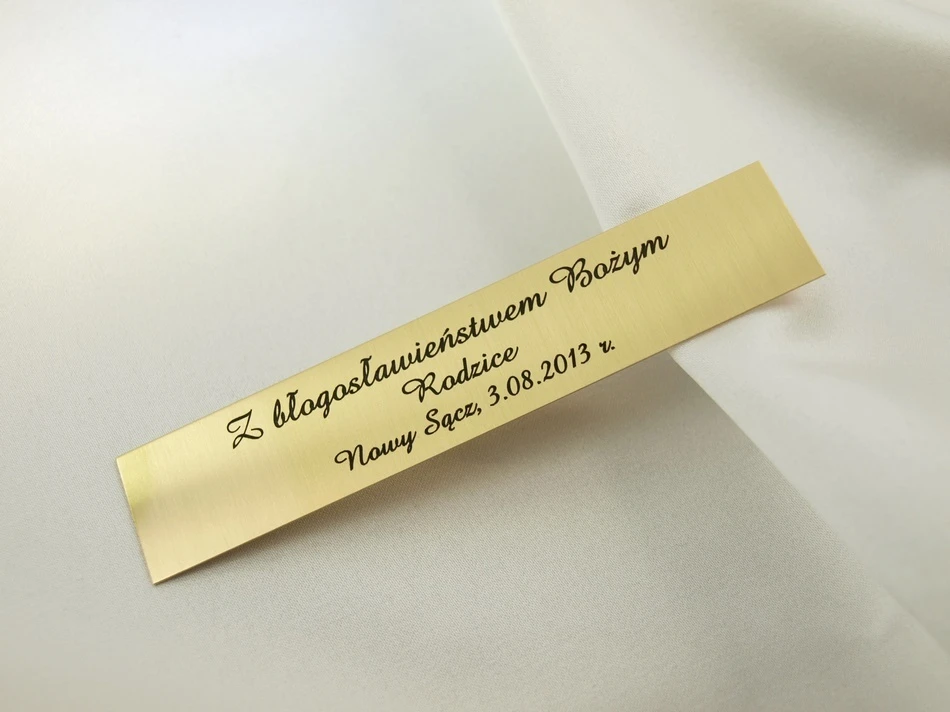 Z błogosławieństwem Bożym
Rodzice
Nowy Sącz, 3.08.2013 r.